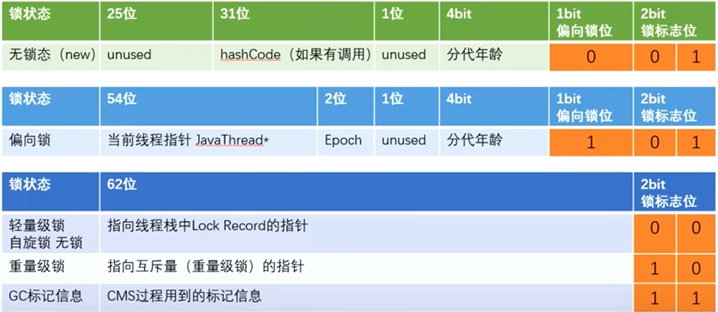 锁状态 25位 31位 1位 4bit 1bit 2bit
偏向锁位 锁标志位
无锁态（new） unused hashCode（如果有调用） unused 分代年龄 0 0 1
锁状态 54位 2位 1位 4bit 1bit 2bit
偏向锁位 锁标志位
偏向锁 当前线程指针 JavaThread* Epoch unused 分代年龄 1 0 1
锁状态 62位 2bit
锁标志位
轻量级锁 指向线程栈中Lock Record的指针 0 0
自旋锁 无锁
重量级锁 指向互斥量（重量级锁）的指针 1 0
GC标记信息 CMS过程用到的标记信息 1 1